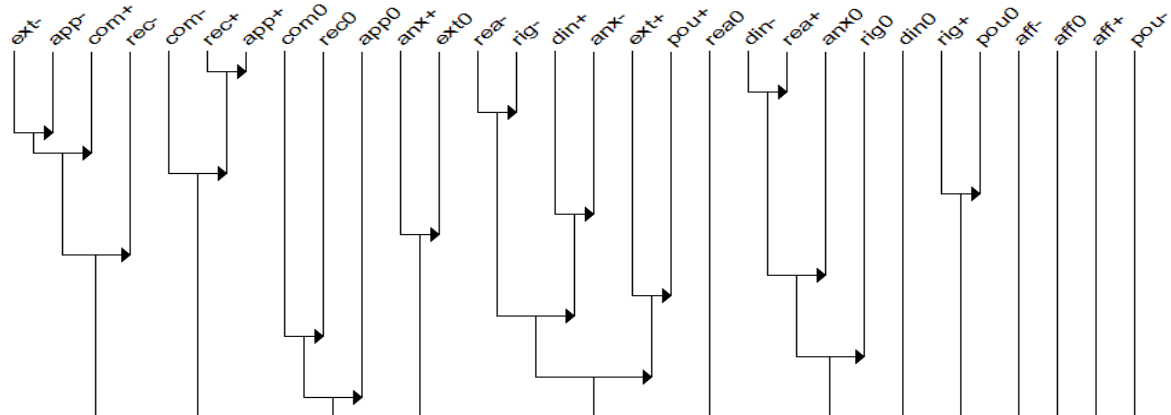 ext- app- com+ rec- com- rec+ app+ com0 rec0 app0 anx+ ext0 rea- rig- din+ anx- ext+ pou+ rea0 din- rea+ anx0 rig0 din0 rig+ pou0 aff- aff0 aff+ pou-